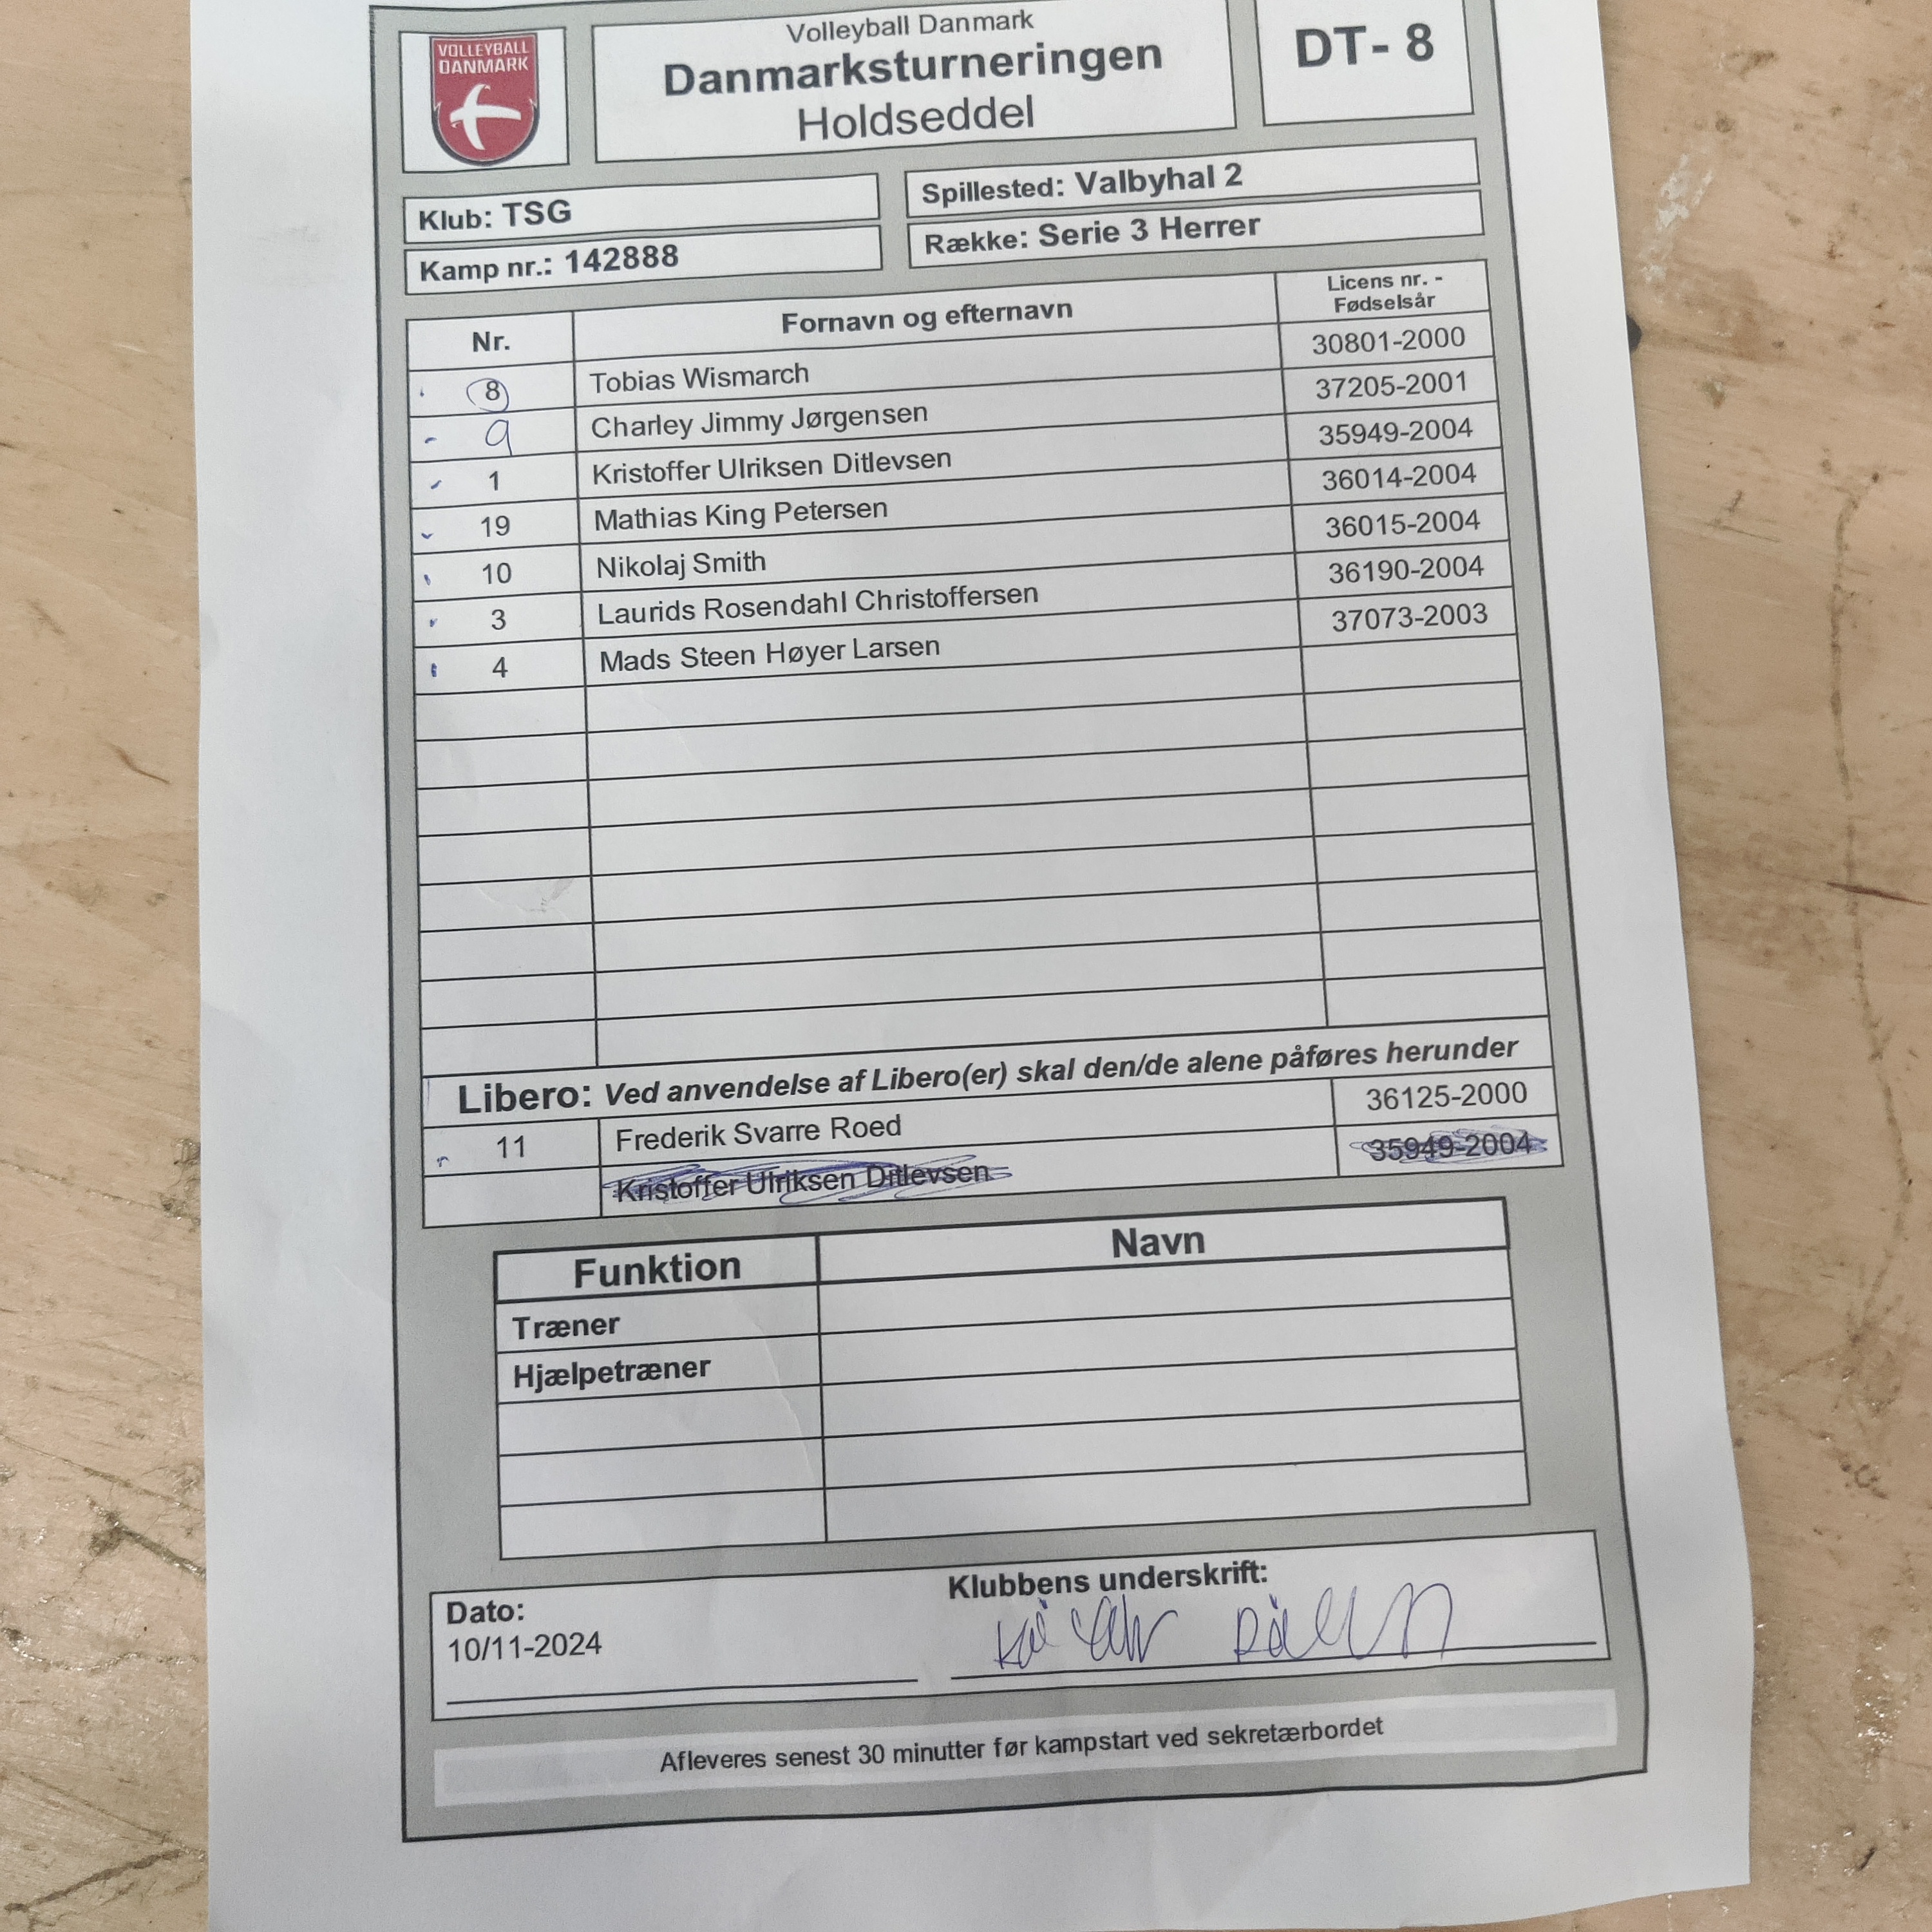 VOLLEYBALL
DANMARK
Volleyball Danmark
Danmarksturneringen
Holdseddel
DT- 8
Klub: TSG
Spillested: Valbyhal 2
Kamp nr.: 142888
Række: Serie 3 Herrer
Nr. Fornavn og efternavn Licens nr. -
Fødselsår
8 Tobias Wismarch 30801-2000
9 Charley Jimmy Jørgensen 37205-2001
1 Kristoffer Ulriksen Ditlevsen 35949-2004
19 Mathias King Petersen 36014-2004
10 Nikolaj Smith 36015-2004
3 Laurids Rosendahl Christoffersen 36190-2004
4 Mads Steen Høyer Larsen 37073-2003
Libero: Ved anvendelse af Libero(er) skal den/de alene påføres herunder
11 Frederik Svarre Roed 36125-2000
Kristoffer Ulriksen Ditlevsen 35949-2004
Funktion Navn
Træner
Hjælpetræner
Dato:
10/11-2024
Klubbens underskrift:
Afleveres senest 30 minutter før kampstart ved sekretærbordet